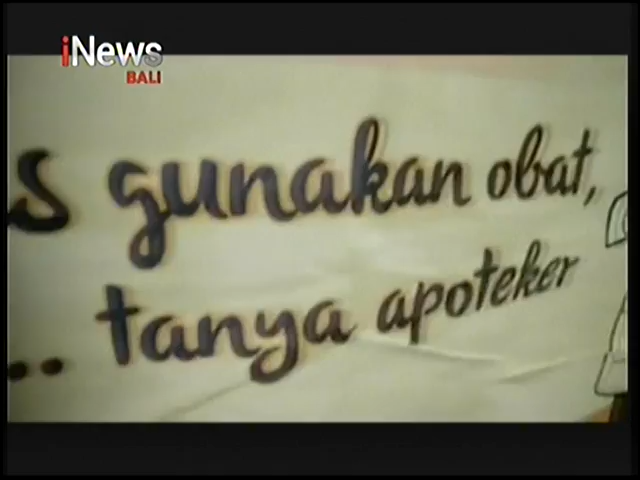 iNews
BALI
s gunakan obat,
.. tanya apoteker